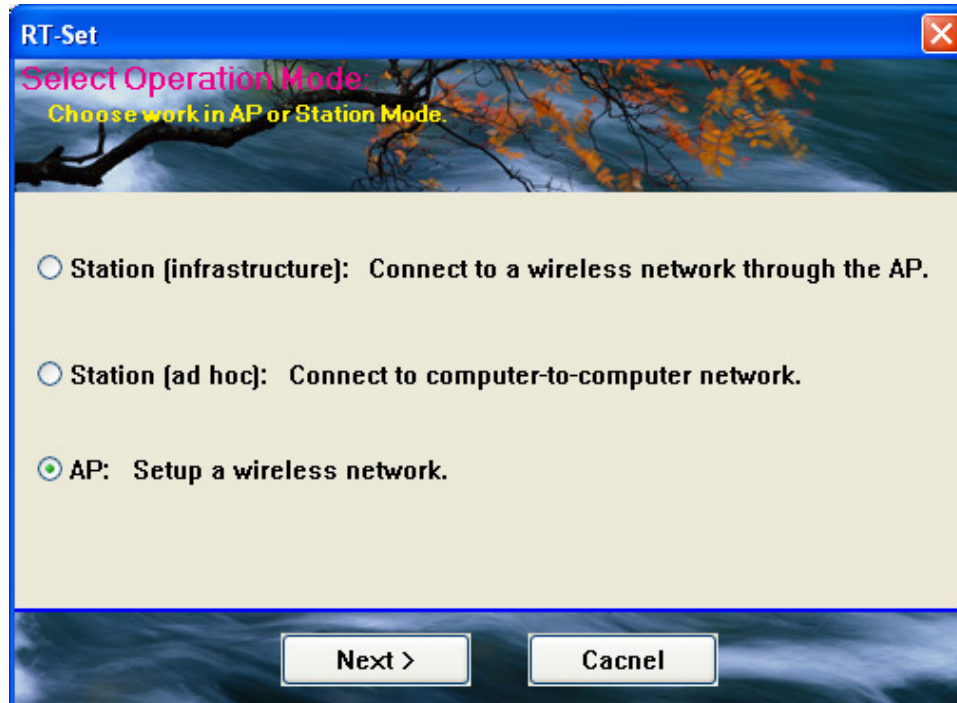 RT-Set
Select Operation Mode:
Choose work in AP or Station Mode.
Station (infrastructure): Connect to a wireless network through the AP.
Station (ad hoc): Connect to computer-to-computer network.
AP: Setup a wireless network.
Next >
Cacnel